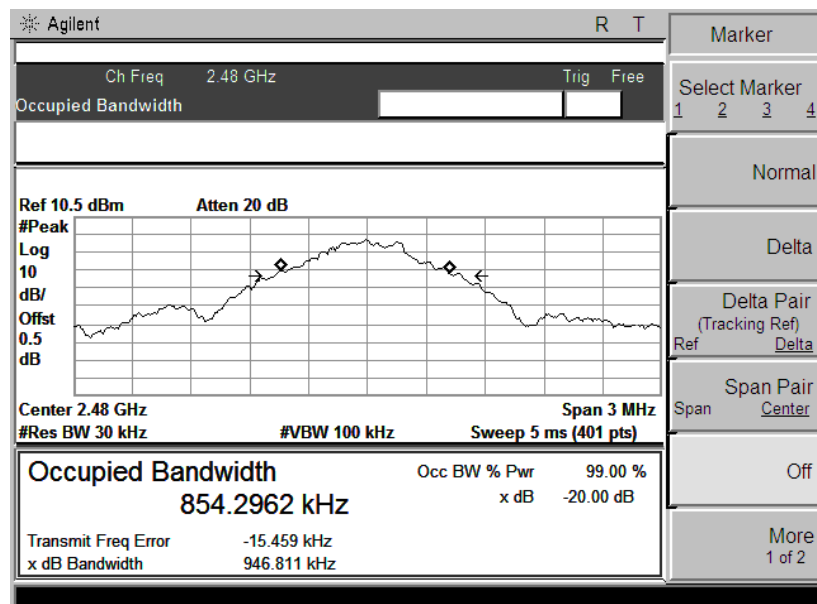 Agilent R T
Ch Freq 2.48 GHz Trig Free
Occupied Bandwidth
Ref 10.5 dBm Atten 20 dB
#Peak
Log
10
dB/
Offst
0.5
dB
Center 2.48 GHz Span 3 MHz
#Res BW 30 kHz #VBW 100 kHz Sweep 5 ms (401 pts)
Occupied Bandwidth
854.2962 kHz
Occ BW % Pwr 99.00 %
x dB -20.00 dB
Transmit Freq Error -15.459 kHz
x dB Bandwidth 946.811 kHz
Marker
Select Marker
1 2 3 4
Normal
Delta
Delta Pair
(Tracking Ref)
Ref Delta
Span Pair
Span Center
Off
More
1 of 2